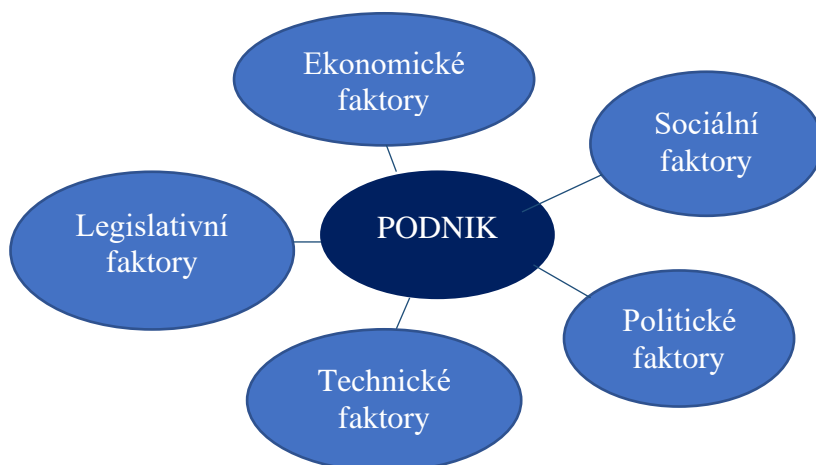 Ekonomické
faktory
Sociální
faktory
Legislativní
faktory
PODNIK
Politické
faktory
Technické
faktory